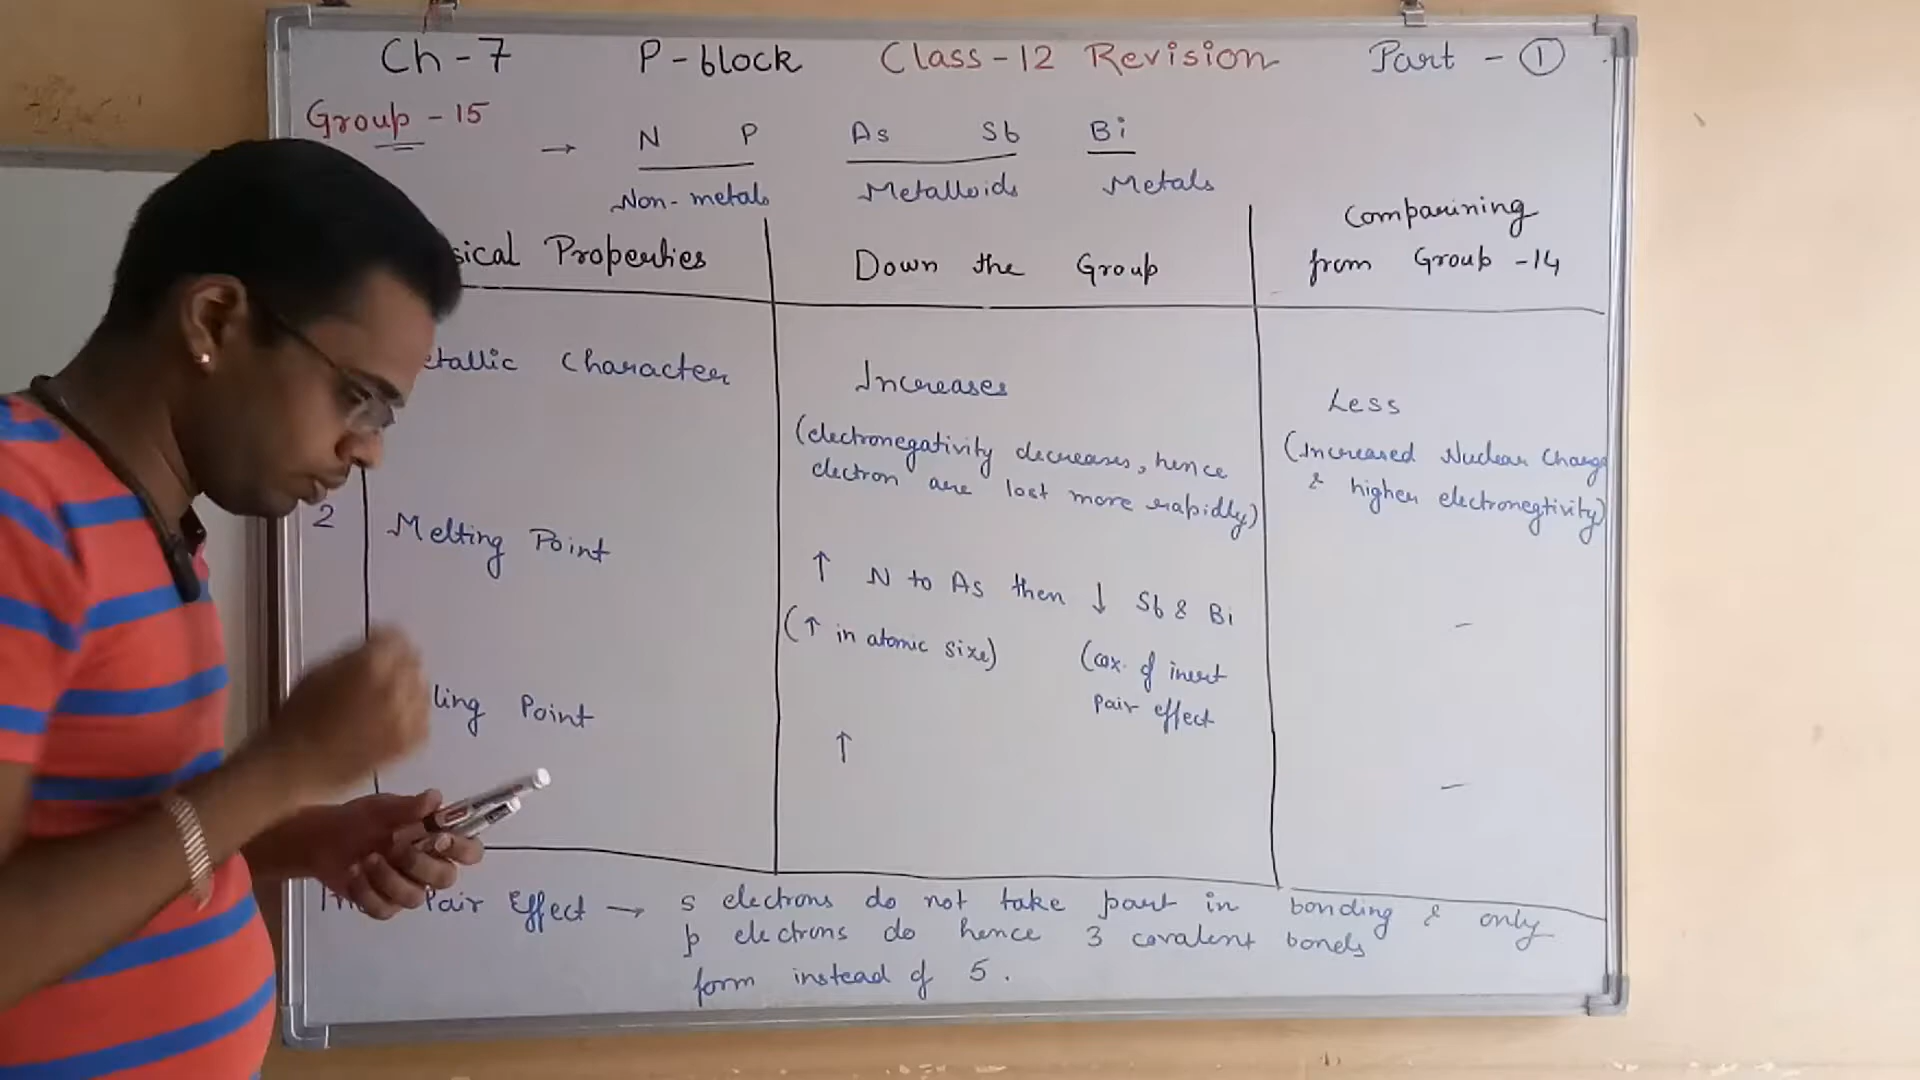 Ch-7 P-block Class-12 Revision Part - 1
Group - 15
→ N P As Sb Bi
Non-metals Metalloids Metals
sical Properties Down the Group Comparining from Group -14
etallic Character Increases Less
(electronegativity decreases, hence electron are lost more rapidly)
(Increased Nuclear Charge & higher electronegtivity)
2 Melting Point ↑ N to As then ↓ Sb & Bi -
(↑ in atomic size) (coz. of inert
Pair effect
ling Point ↑ -
Pair Effect → s electrons do not take part in bonding & only
p electrons do hence 3 covalent bonds
form instead of 5.